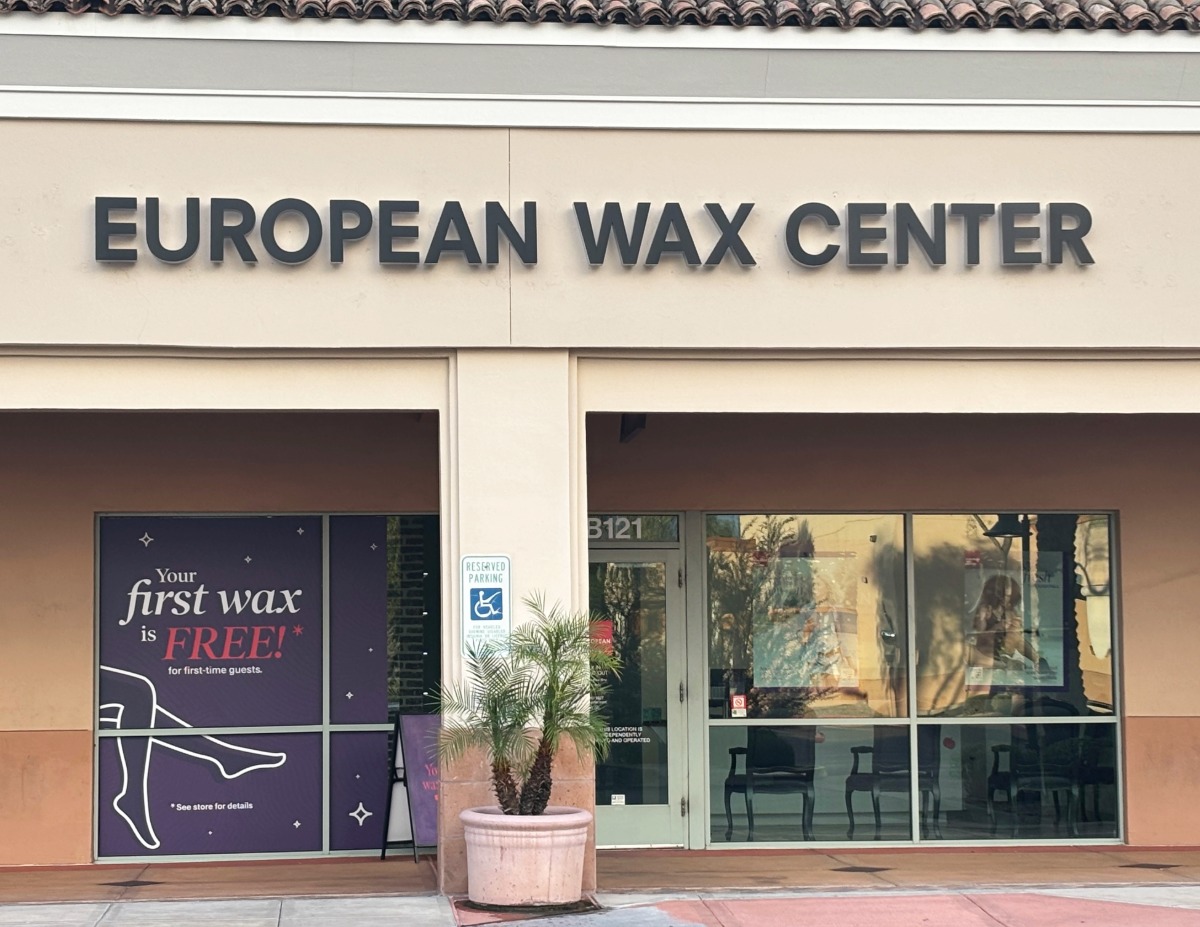 EUROPEAN WAX CENTER
Your
first wax
is FREE!*
for first-time guests.
*See store for details
RESERVED
PARKING
B121